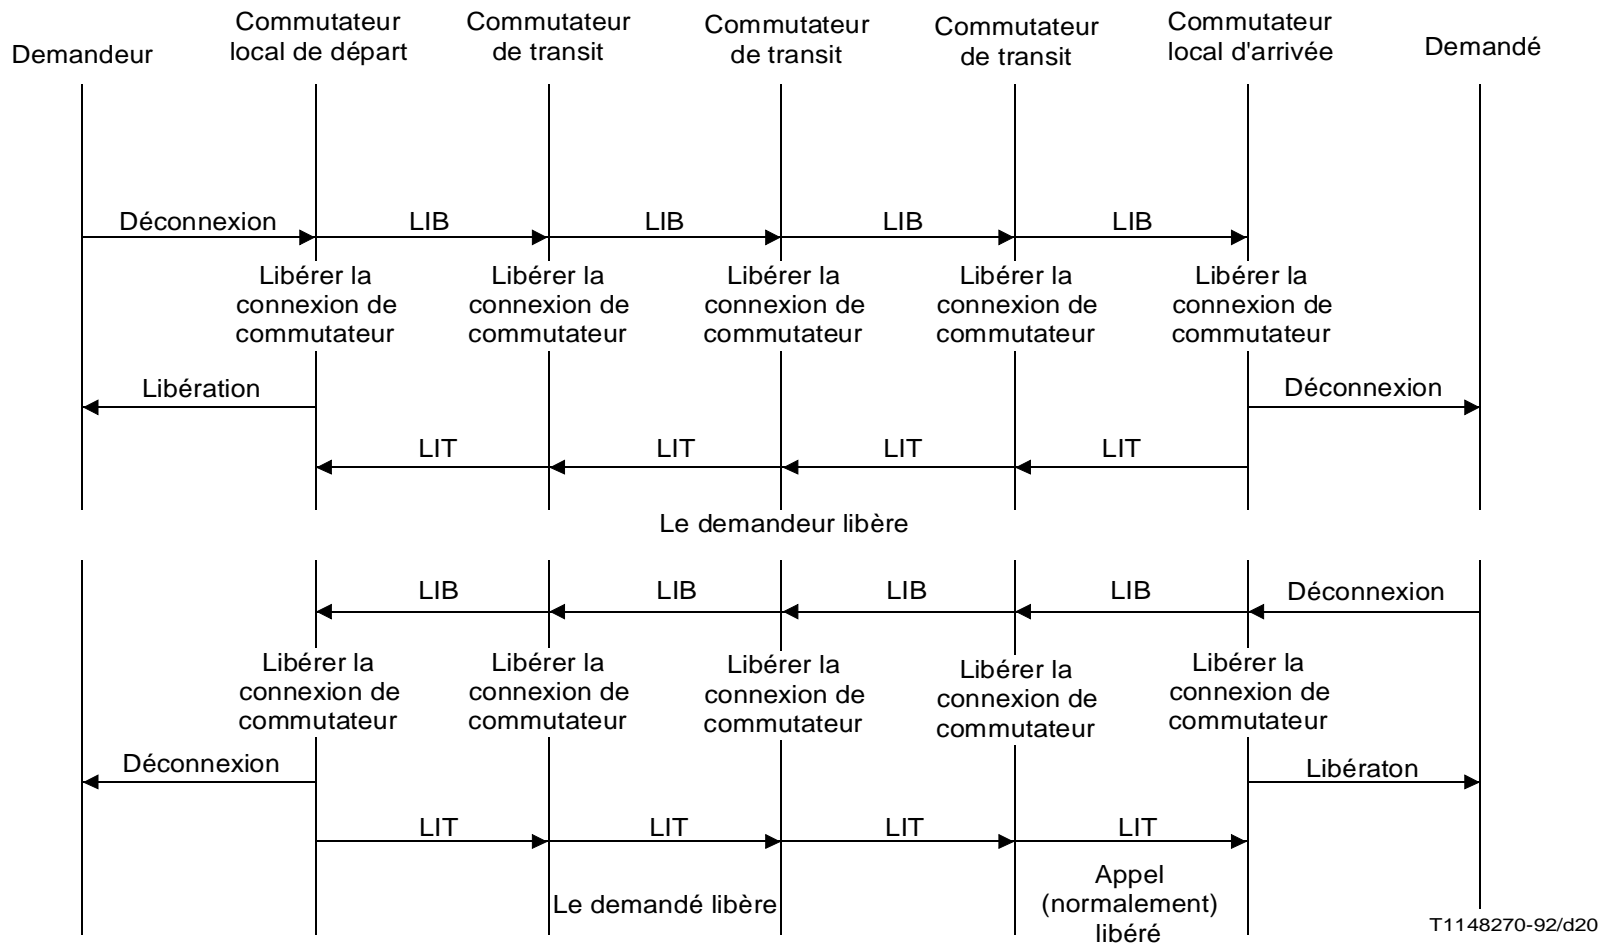 Demandeur
Commutateur
local de départ
Commutateur
de transit
Commutateur
de transit
Commutateur
de transit
Commutateur
local d'arrivée
Demandé
Déconnexion
LIB
LIB
LIB
LIB
Libérer la
connexion de
commutateur
Libérer la
connexion de
commutateur
Libérer la
connexion de
commutateur
Libérer la
connexion de
commutateur
Libérer la
connexion de
commutateur
Libération
Déconnexion
LIT
LIT
LIT
LIT
Le demandeur libère
LIB
LIB
LIB
LIB
Déconnexion
Libérer la
connexion de
commutateur
Libérer la
connexion de
commutateur
Libérer la
connexion de
commutateur
Libérer la
connexion de
commutateur
Libérer la
connexion de
commutateur
Déconnexion
Libératon
LIT
LIT
LIT
LIT
Le demandé libère
Appel
(normalement)
libéré
T1148270-92/d20